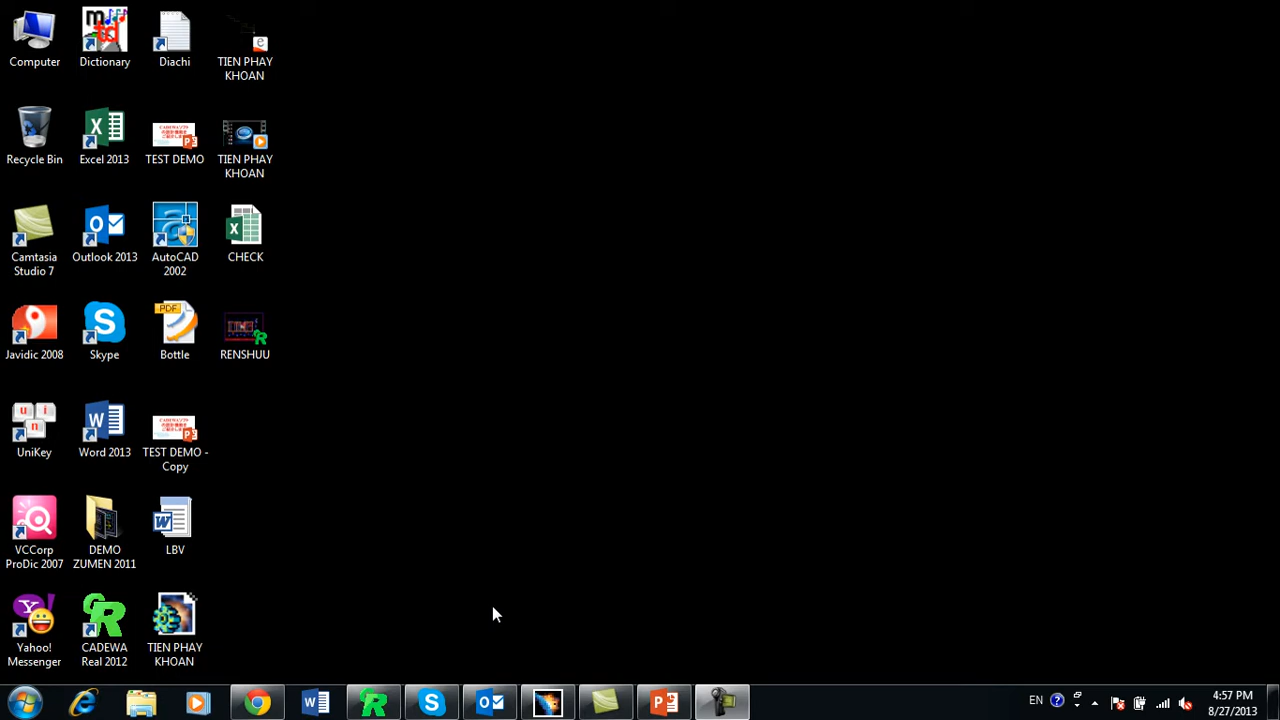 Computer
Dictionary
Diachi
TIEN PHAY
KHOAN
Recycle Bin
Excel 2013
TEST DEMO
TIEN PHAY
KHOAN
Camtasia
Studio 7
Outlook 2013
AutoCAD
2002
CHECK
Javidic 2008
Skype
PDF
Bottle
RENSHUU
UniKey
Word 2013
TEST DEMO -
Copy
VCCorp
ProDic 2007
DEMO
ZUMEN 2011
LBV
Yahoo!
Messenger
CADEWA
Real 2012
TIEN PHAY
KHOAN
EN
4:57 PM
8/27/2013